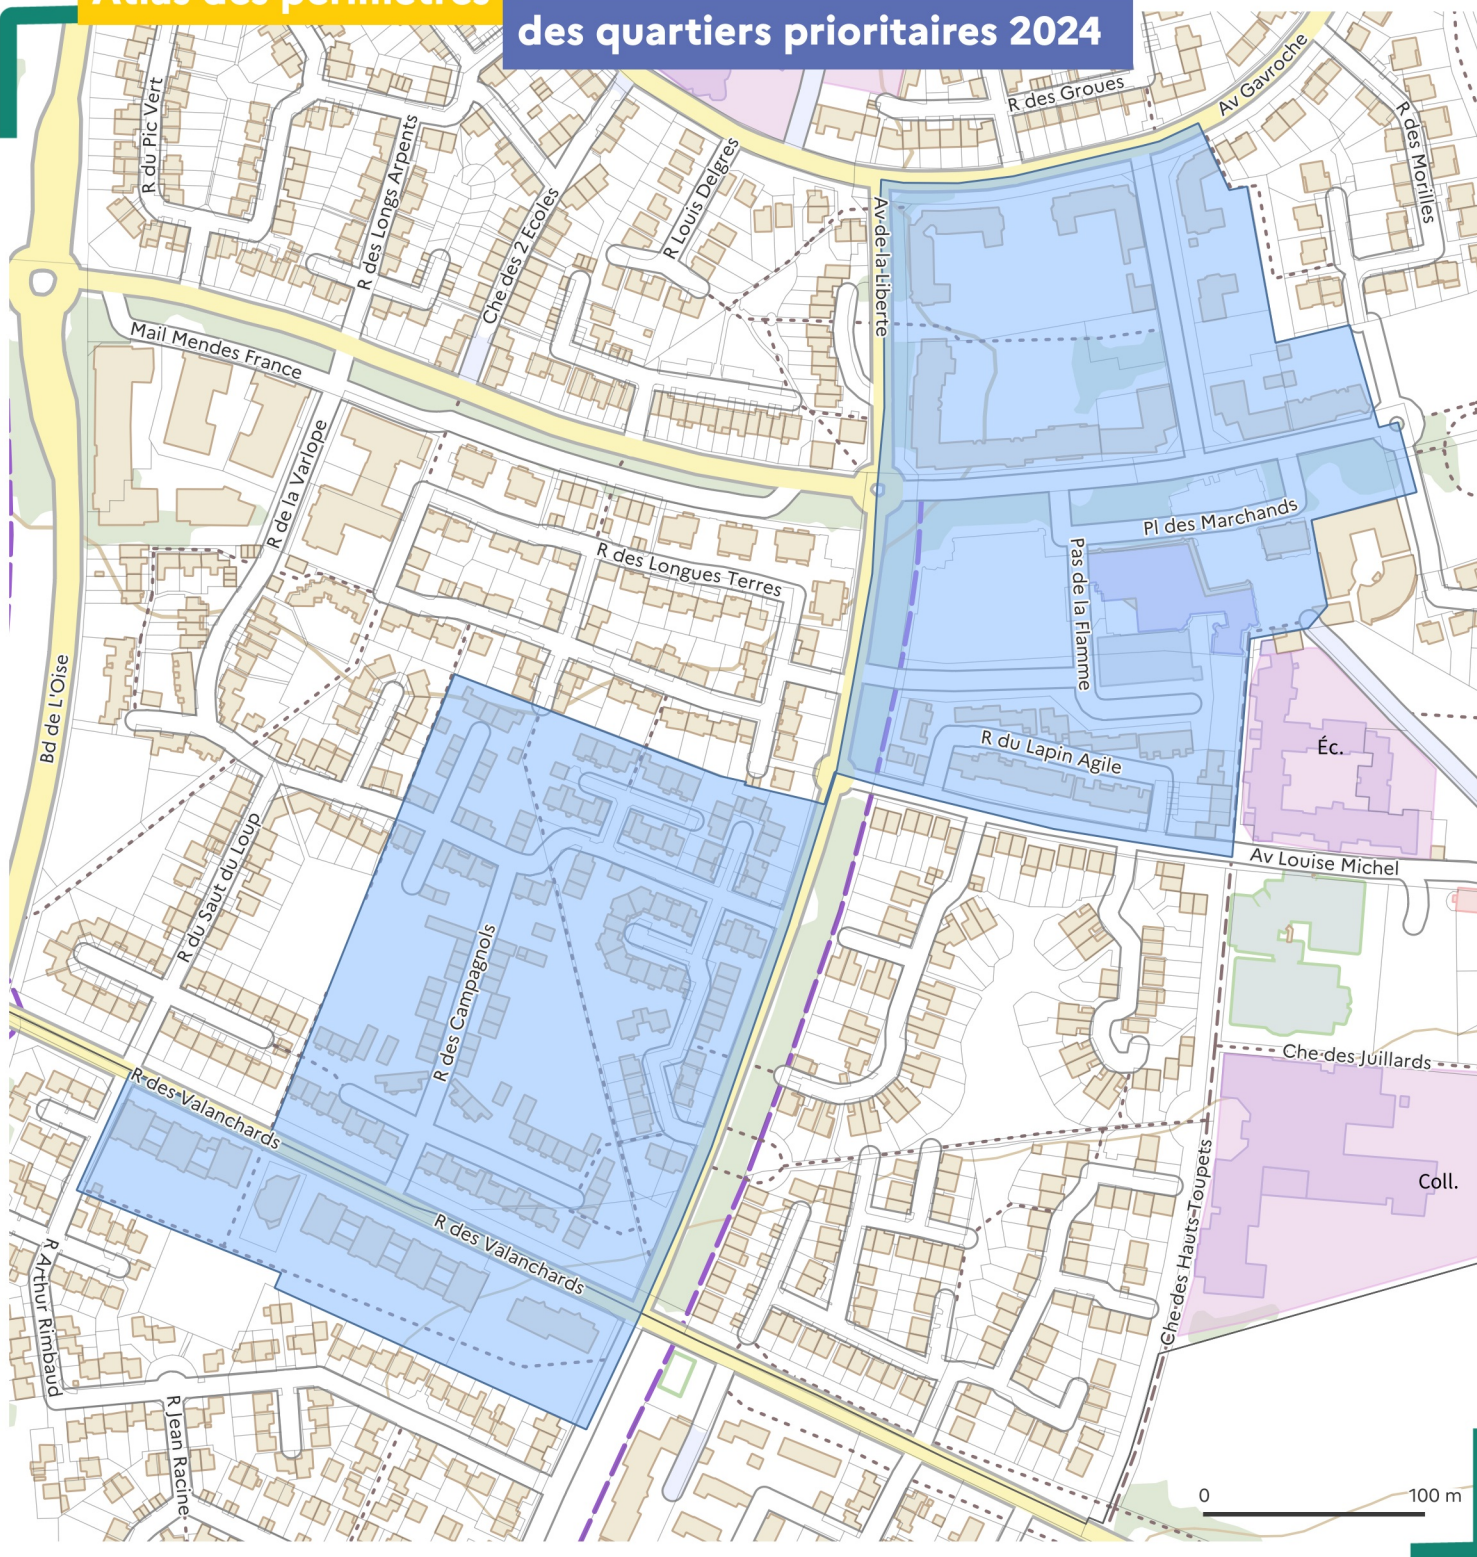 Atlas des périmètres
des quartiers prioritaires 2024
R du Pic Vert
R des Longs Arpents
Che des 2 Ecoles
R Louis Delgres
Av-de-la-Liberte
R des Groues
Av Gavroche
R des Morilles
Mail Mendes France
R de la Varlope
R des Longues Terres
Pl des Marchands
Pas de la Flamme
Bd de L'Oise
R du Lapin Agile
Éc.
R du Saut du Loup
Av Louise Michel
R des Campagnols
Che des Juillards
R des Valanchards
Coll.
Che des Hauts Toupets
R des Valanchards
R Arthur Rimbaud
R Jean Racine
0 100 m